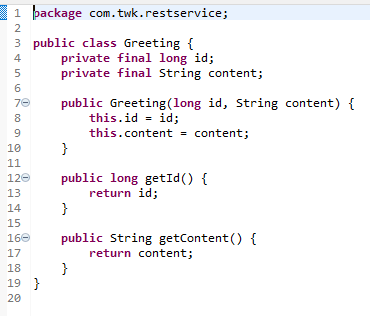 1 package com.twk.restservice;
2
3 public class Greeting {
4     private final long id;
5     private final String content;
6
7     public Greeting(long id, String content) {
8         this.id = id;
9         this.content = content;
10     }
11
12     public long getId() {
13         return id;
14     }
15
16     public String getContent() {
17         return content;
18     }
19 }
20